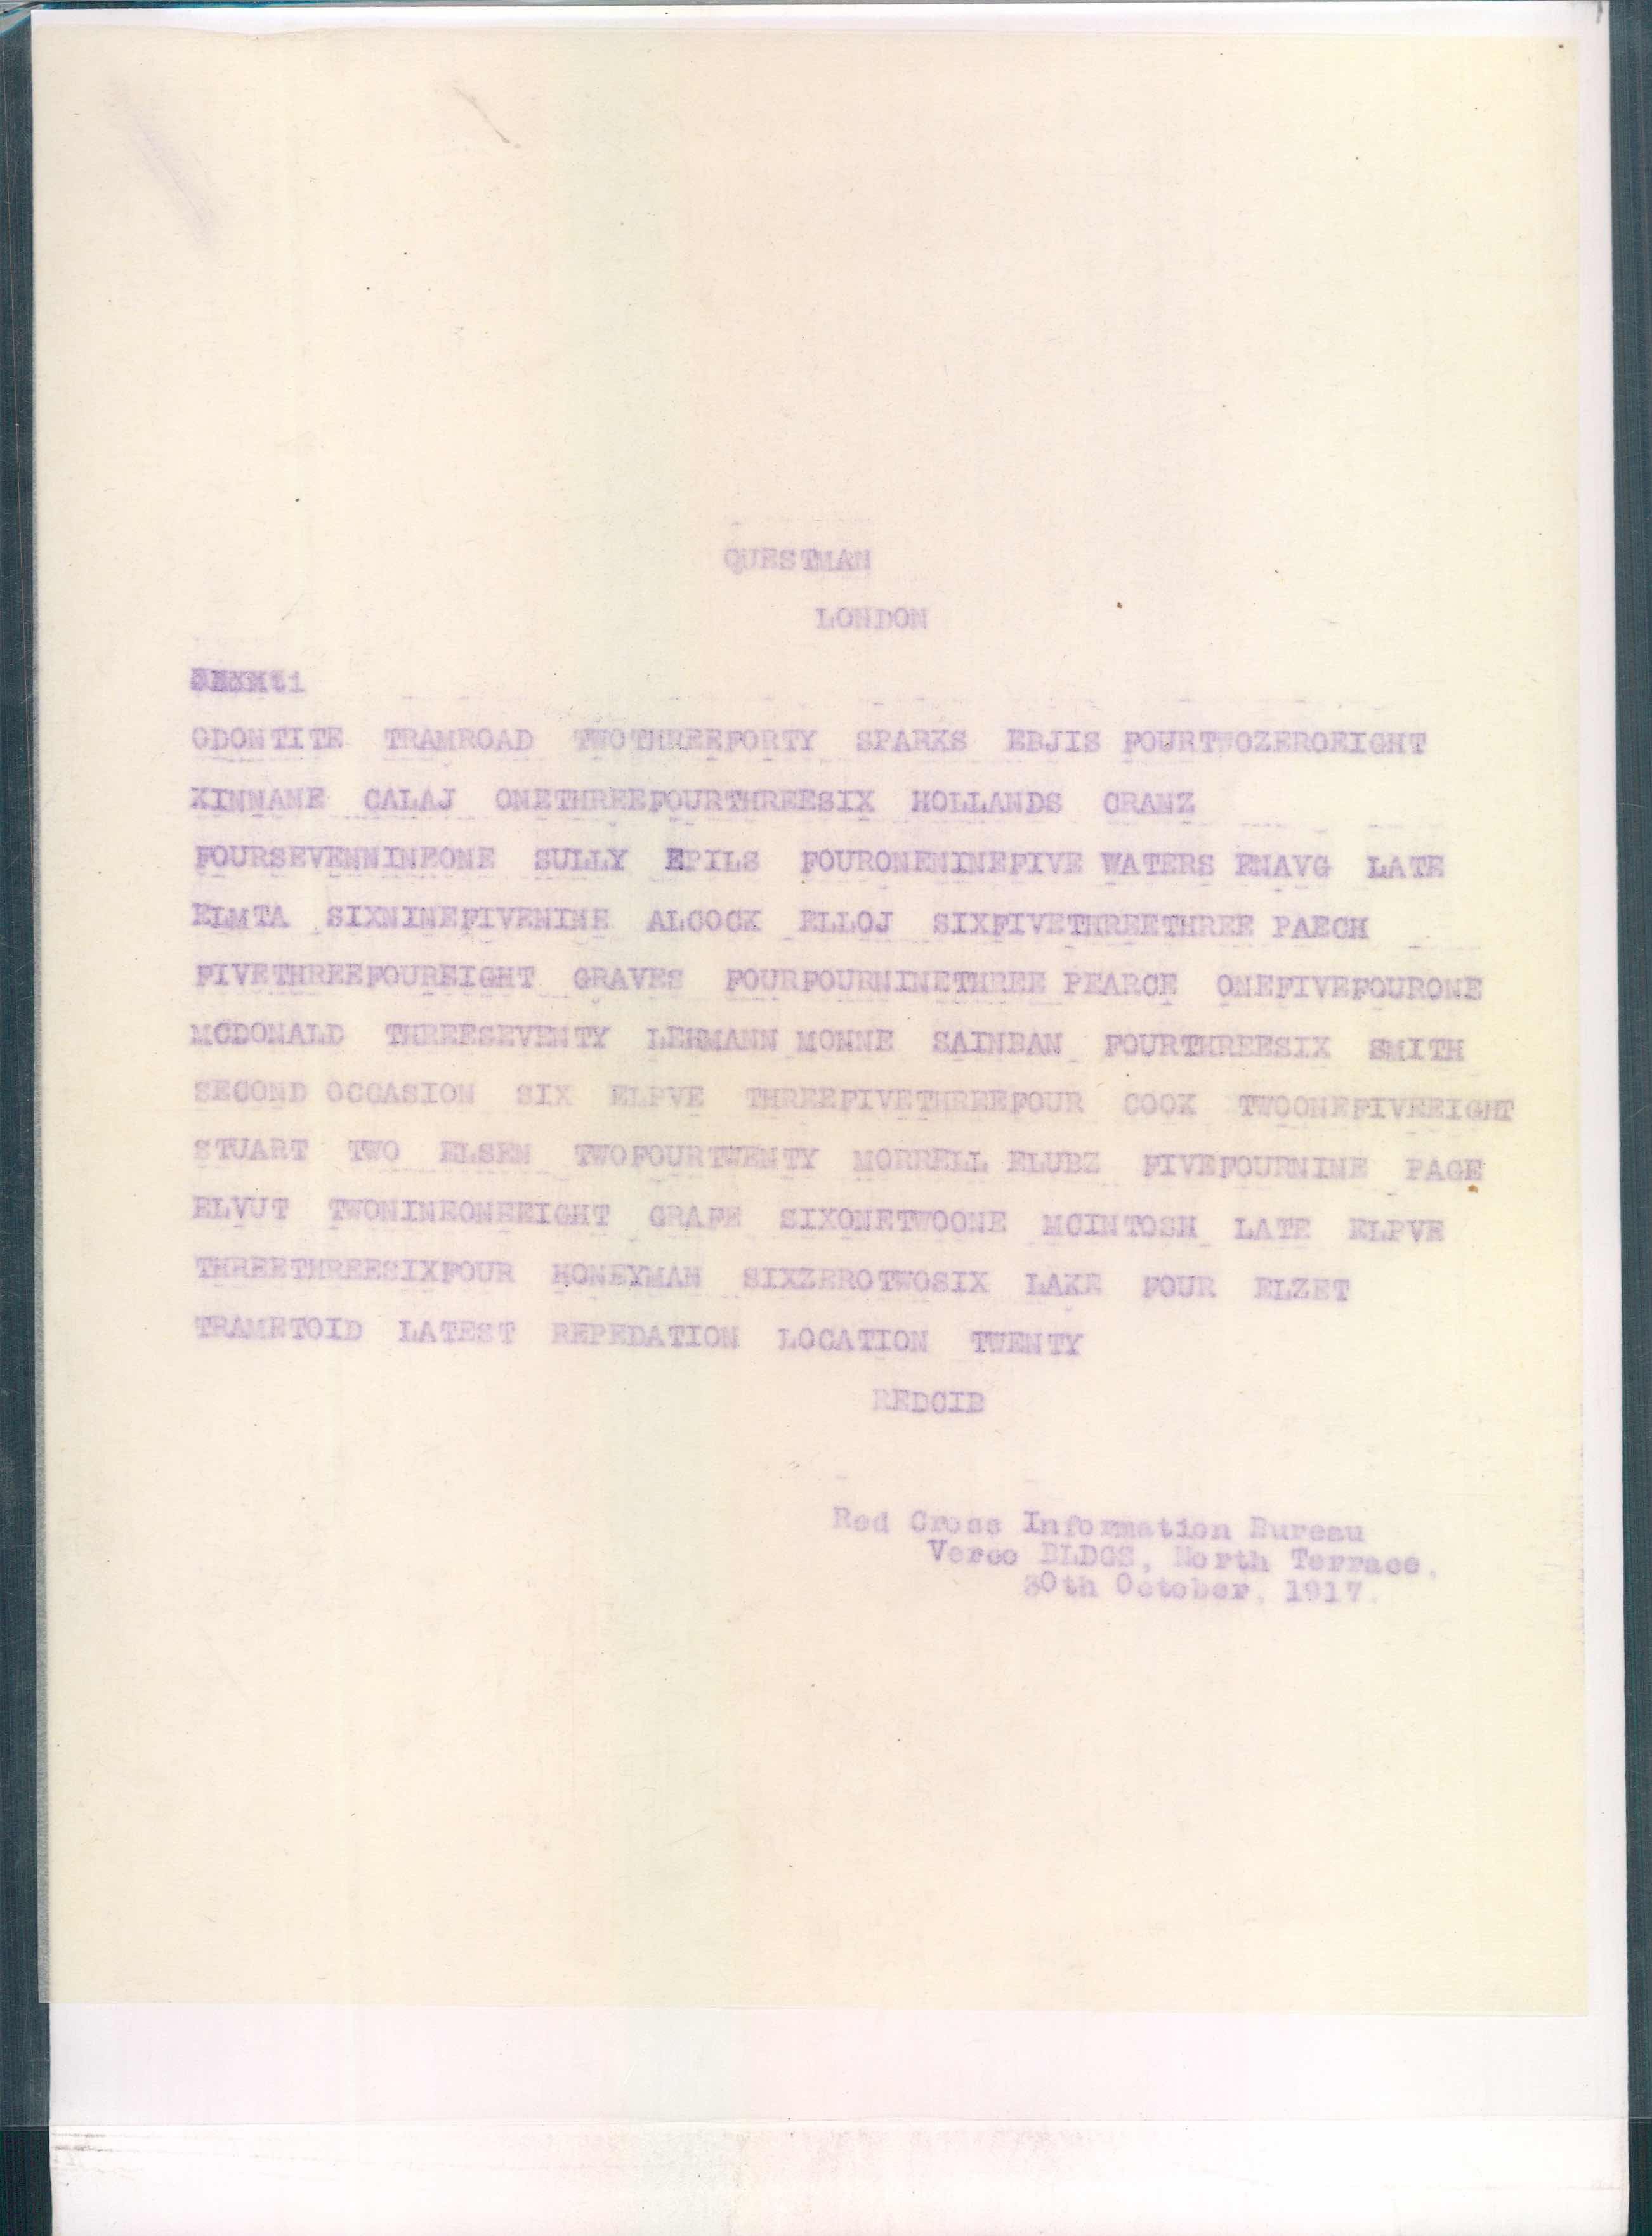 QUESTMAN
LONDON
ODONTITE TRAMROAD TWOTHREEFORTY SPARKS EBJIS FOURTWOZEROEIGHT
KINNANE CALAJ ONETHREEFOURTHREESIX HOLLANDS CRANZ
FOURSEVENNINEONE SULLY EPILS FOURONENINEFIVE WATERS ENAVG LATE
ELMTA SIXNINEFIVENINE ALCOCK ELLOJ SIXFIVETHREETHREE PAECH
FIVETHREEFOUREIGHT GRAVES FOURFOURNINETHREE PEARCE ONEFIVEFOURONE
MCDONALD THREESEVENTY LEHMANN MONNE SAINBAN FOURTHREESIX SMITH
SECOND OCCASION SIX ELPVE THREEFIVETHREEFOUR COOK TWOONEFIVEEIGHT
STUART TWO ELSEN TWOFOURTWENTY MORRELL ELUBZ FIVEFOURNINE PAGE
ELVUT TWONINEONEEIGHT GRAFE SIXONETWOONE MCINTOSH LATE ELPVE
THREETHREESIXFOUR HONEYMAN SIXZEROTWOSIX LAKE FOUR ELZET
TRAMETOID LATEST REPEDATION LOCATION TWENTY
REDCIB
Red Cross Information Bureau
Verco BLDGS, North Terrace,
30th October, 1917.